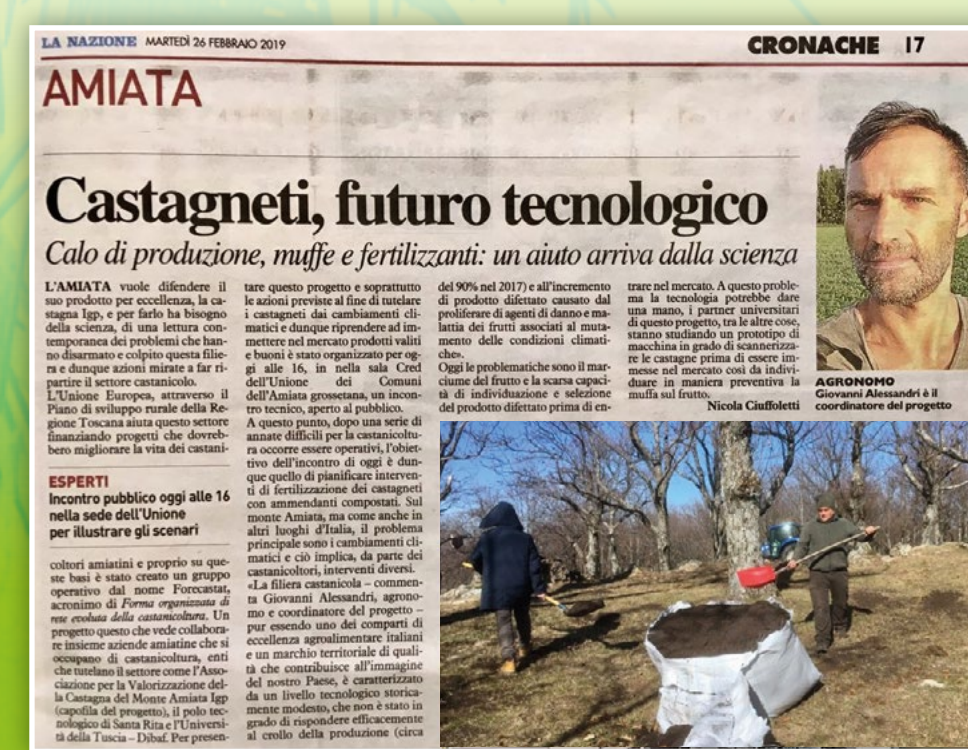 LA NAZIONE MARTEDÌ 26 FEBBRAIO 2019
CRONACHE 17
AMIATA
Castagneti, futuro tecnologico
Calo di produzione, muffe e fertilizzanti: un aiuto arriva dalla scienza
L'AMIATA vuole difendere il
suo prodotto per eccellenza, la ca-
stagna Igp, e per farlo ha bisogno
della scienza, di una lettura con-
temporanea dei problemi che han-
no disarmato e colpito questa filie-
ra e dunque azioni mirate a far ri-
partire il settore castanicolo.
L'Unione Europea, attraverso il
Piano di sviluppo rurale della Re-
gione Toscana aiuta questo settore
finanziando progetti che dovreb-
bero migliorare la vita dei castani-
ESPERTI
Incontro pubblico oggi alle 16
nella sede dell'Unione
per illustrare gli scenari
coltori amiatini e proprio su que-
ste basi è stato creato un gruppo
operativo dal nome Forecastat,
acronimo di Forma organizzata di
rete evoluta della castanicoltura. Un
progetto questo che vede collabora-
re insieme aziende amiatine che si
occupano di castanicoltura, enti
che tutelano il settore come l'Asso-
ciazione per la Valorizzazione del-
la Castagna del Monte Amiata Igp
(capofila del progetto), il polo tec-
nologico di Santa Rita e l'Universi-
tà della Tuscia – Dibaf. Per presen-
tare questo progetto e soprattutto
le azioni previste al fine di tutelare
i castagneti dai cambiamenti cli-
matici e dunque riprendere ad im-
mettere nel mercato prodotti validi
e buoni è stato organizzato per og-
gi alle 16, in nella sala Cred
dell'Unione dei Comuni
dell'Amiata grossetana, un incon-
tro tecnico, aperto al pubblico.
A questo punto, dopo una serie di
annate difficili per la castanicoltu-
ra occorre essere operativi, l'obiet-
tivo dell'incontro di oggi è dun-
que quello di pianificare interven-
ti di fertilizzazione dei castagneti
con ammendanti compostati. Sul
monte Amiata, ma come anche in
altri luoghi d'Italia, il problema
principale sono i cambiamenti cli-
matici e ciò implica, da parte dei
castanicoltori, interventi diversi.
«La filiera castanicola – commen-
ta Giovanni Alessandri, agrono-
mo e coordinatore del progetto –
pur essendo uno dei comparti di
eccellenza agroalimentare italiani
e un marchio territoriale di quali-
tà che contribuisce all'immagine
del nostro Paese, è caratterizzato
da un livello tecnologico storica-
mente modesto, che non è stato in
grado di rispondere efficacemente
al crollo della produzione (circa
del 90% nel 2017) e all'incremento
di prodotto difettato causato dal
proliferare di agenti di danno e ma-
lattia dei frutti associati al muta-
mento delle condizioni climati-
che».
Oggi le problematiche sono il mar-
ciume del frutto e la scarsa capaci-
tà di individuazione e selezione
del prodotto difettato prima di en-
trare nel mercato. A questo proble-
ma la tecnologia potrebbe dare
una mano, i partner universitari
di questo progetto, tra le altre cose,
stanno studiando un prototipo di
macchina in grado di scannerizza-
re le castagne prima di essere im-
messe nel mercato così da indivi-
duare in maniera preventiva la
muffa sul frutto.
Nicola Ciuffoletti
AGRONOMO
Giovanni Alessandri è il
coordinatore del progetto